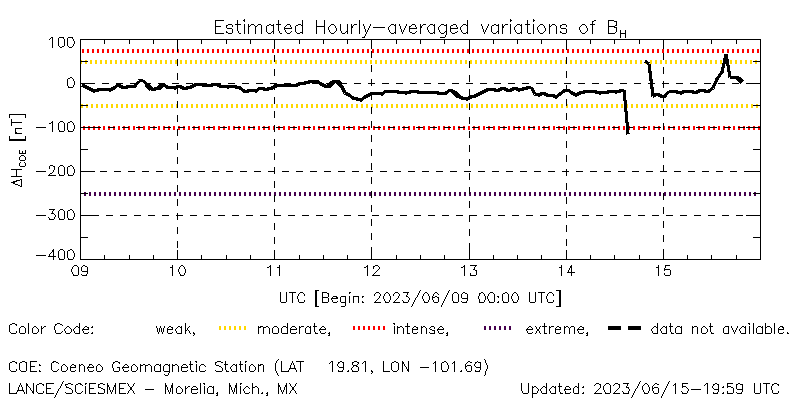 Estimated Hourly-averaged variations of BH
100
0
-100
-200
-300
-400
ΔHCOE [nT]
09 10 11 12 13 14 15
UTC [Begin: 2023/06/09 00:00 UTC]
Color Code: weak, moderate, intense, extreme, data not available.
COE: Coeneo Geomagnetic Station (LAT 19.81, LON -101.69)
LANCE/SCiESMEX - Morelia, Mich., MX Updated: 2023/06/15-19:59 UTC